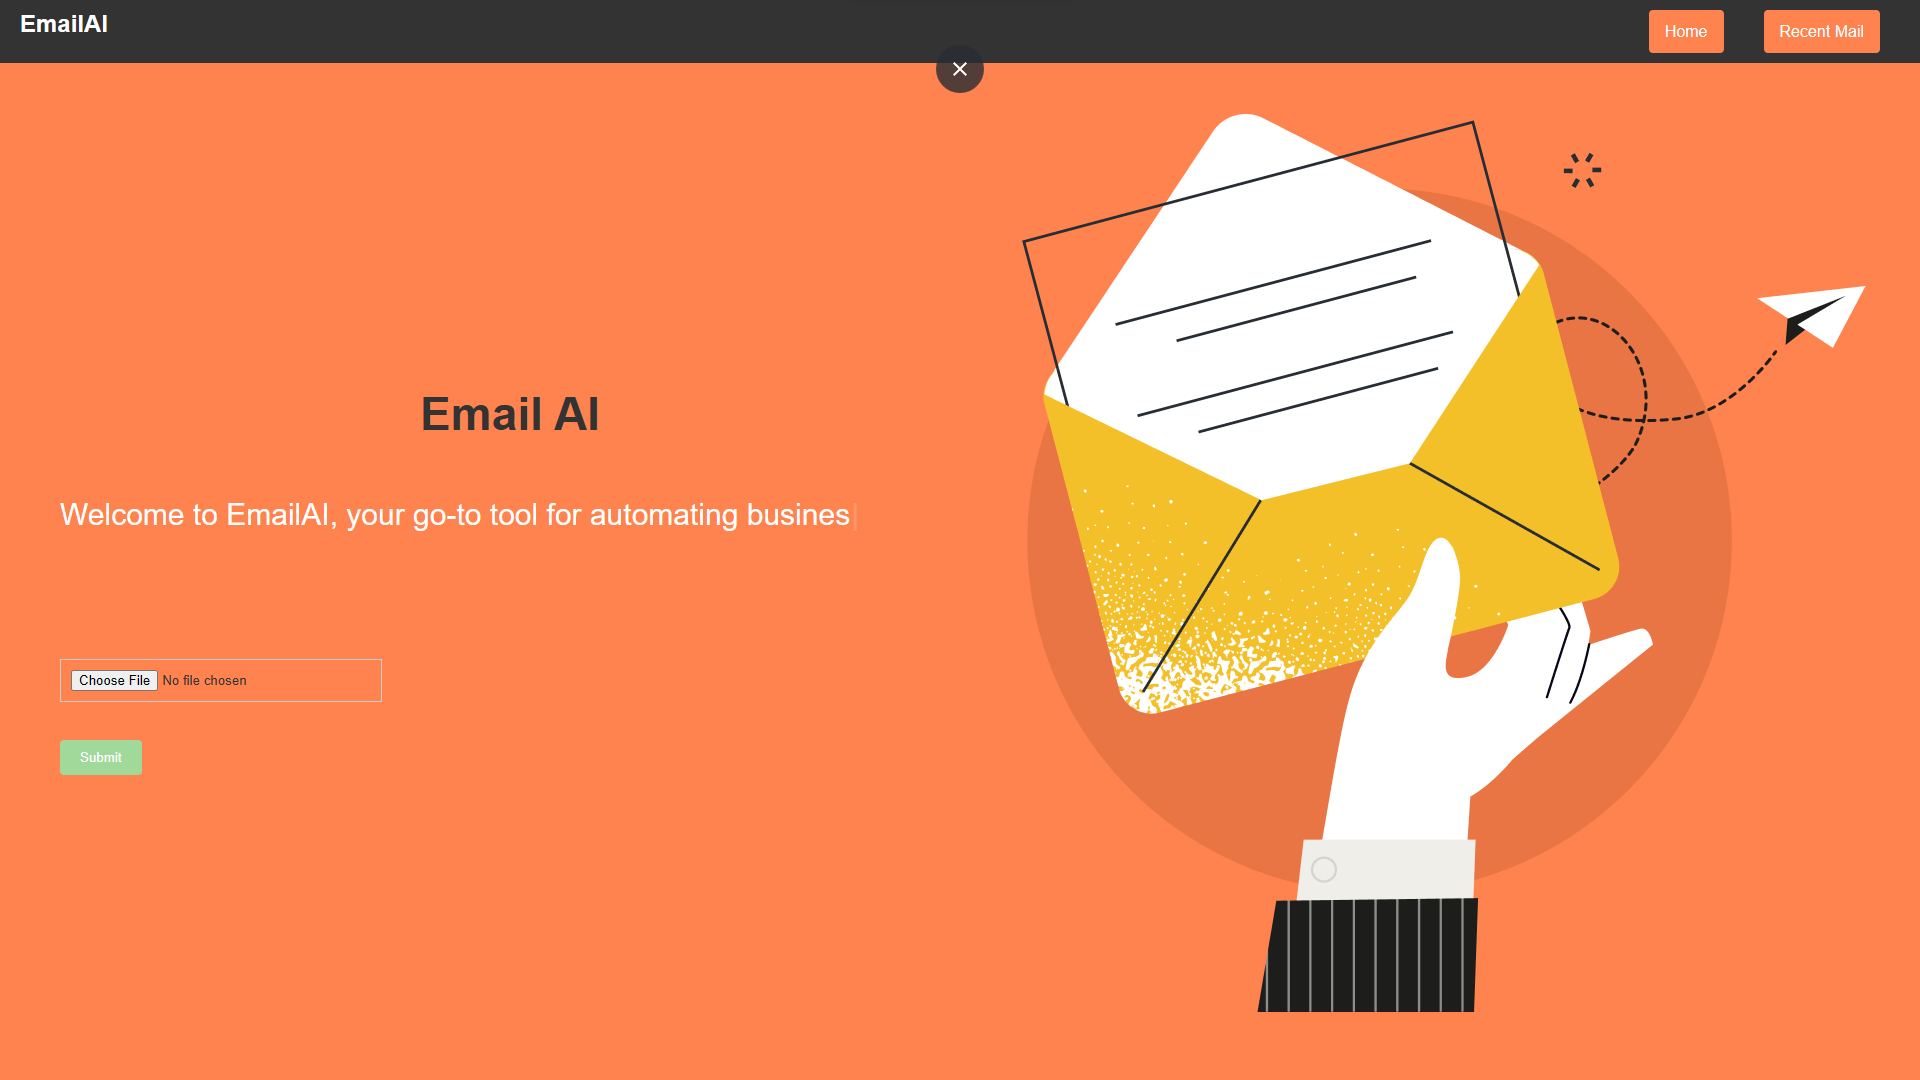 EmailAI
Home
Recent Mail
Email AI
Welcome to EmailAI, your go-to tool for automating busines
Choose File No file chosen
Submit